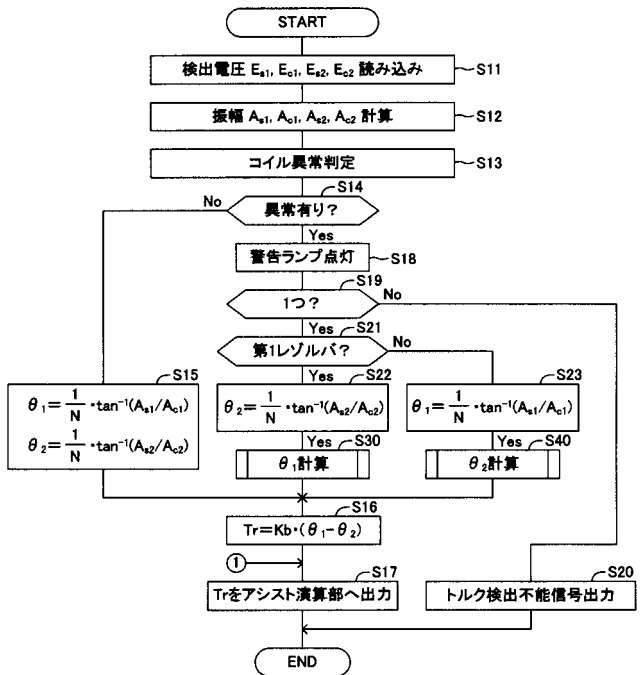 START
検出電圧 Es1, Ec1, Es2, Ec2 読み込み
S11
振幅 As1, Ac1, As2, Ac2 計算
S12
コイル異常判定
S13
S14
異常有り?
No
Yes
警告ランプ点灯
S18
S19
1つ?
No
Yes
S21
第1レゾルバ?
No
S15
θ1=1/N・tan-1(As1/Ac1)
θ2=1/N・tan-1(As2/Ac2)
Yes
S22
θ2=1/N・tan-1(As2/Ac2)
S23
θ1=1/N・tan-1(As1/Ac1)
Yes
S30
θ1計算
Yes
S40
θ2計算
S16
Tr=Kb・(θ1-θ2)
①
S17
Trをアシスト演算部へ出力
S20
トルク検出不能信号出力
END